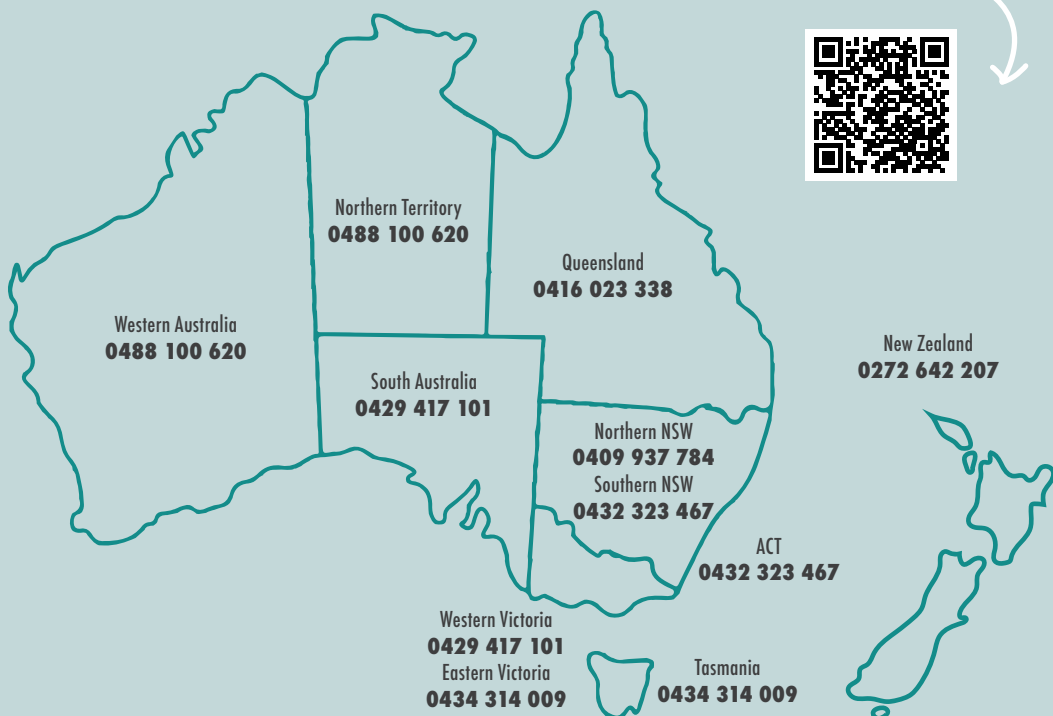 Northern Territory
0488 100 620
Queensland
0416 023 338
Western Australia
0488 100 620
New Zealand
0272 642 207
South Australia
0429 417 101
Northern NSW
0409 937 784
Southern NSW
0432 323 467
ACT
0432 323 467
Western Victoria
0429 417 101
Eastern Victoria
0434 314 009
Tasmania
0434 314 009